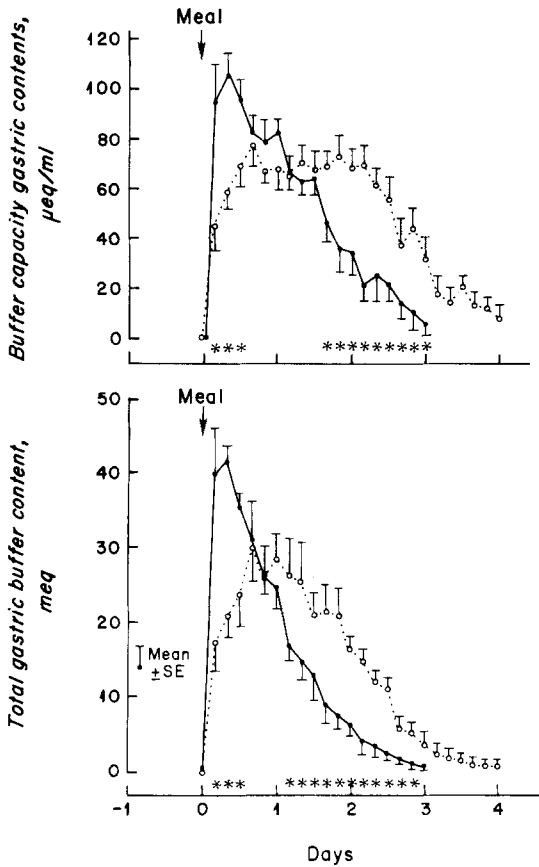 Meal
Buffer capacity gastric contents,
μeq/ml
120
100
80
60
40
20
0
***
*********
Meal
Total gastric buffer content,
meq
50
40
30
20
10
0
Mean
±SE
***
***********
-1
0
1
2
3
4
Days